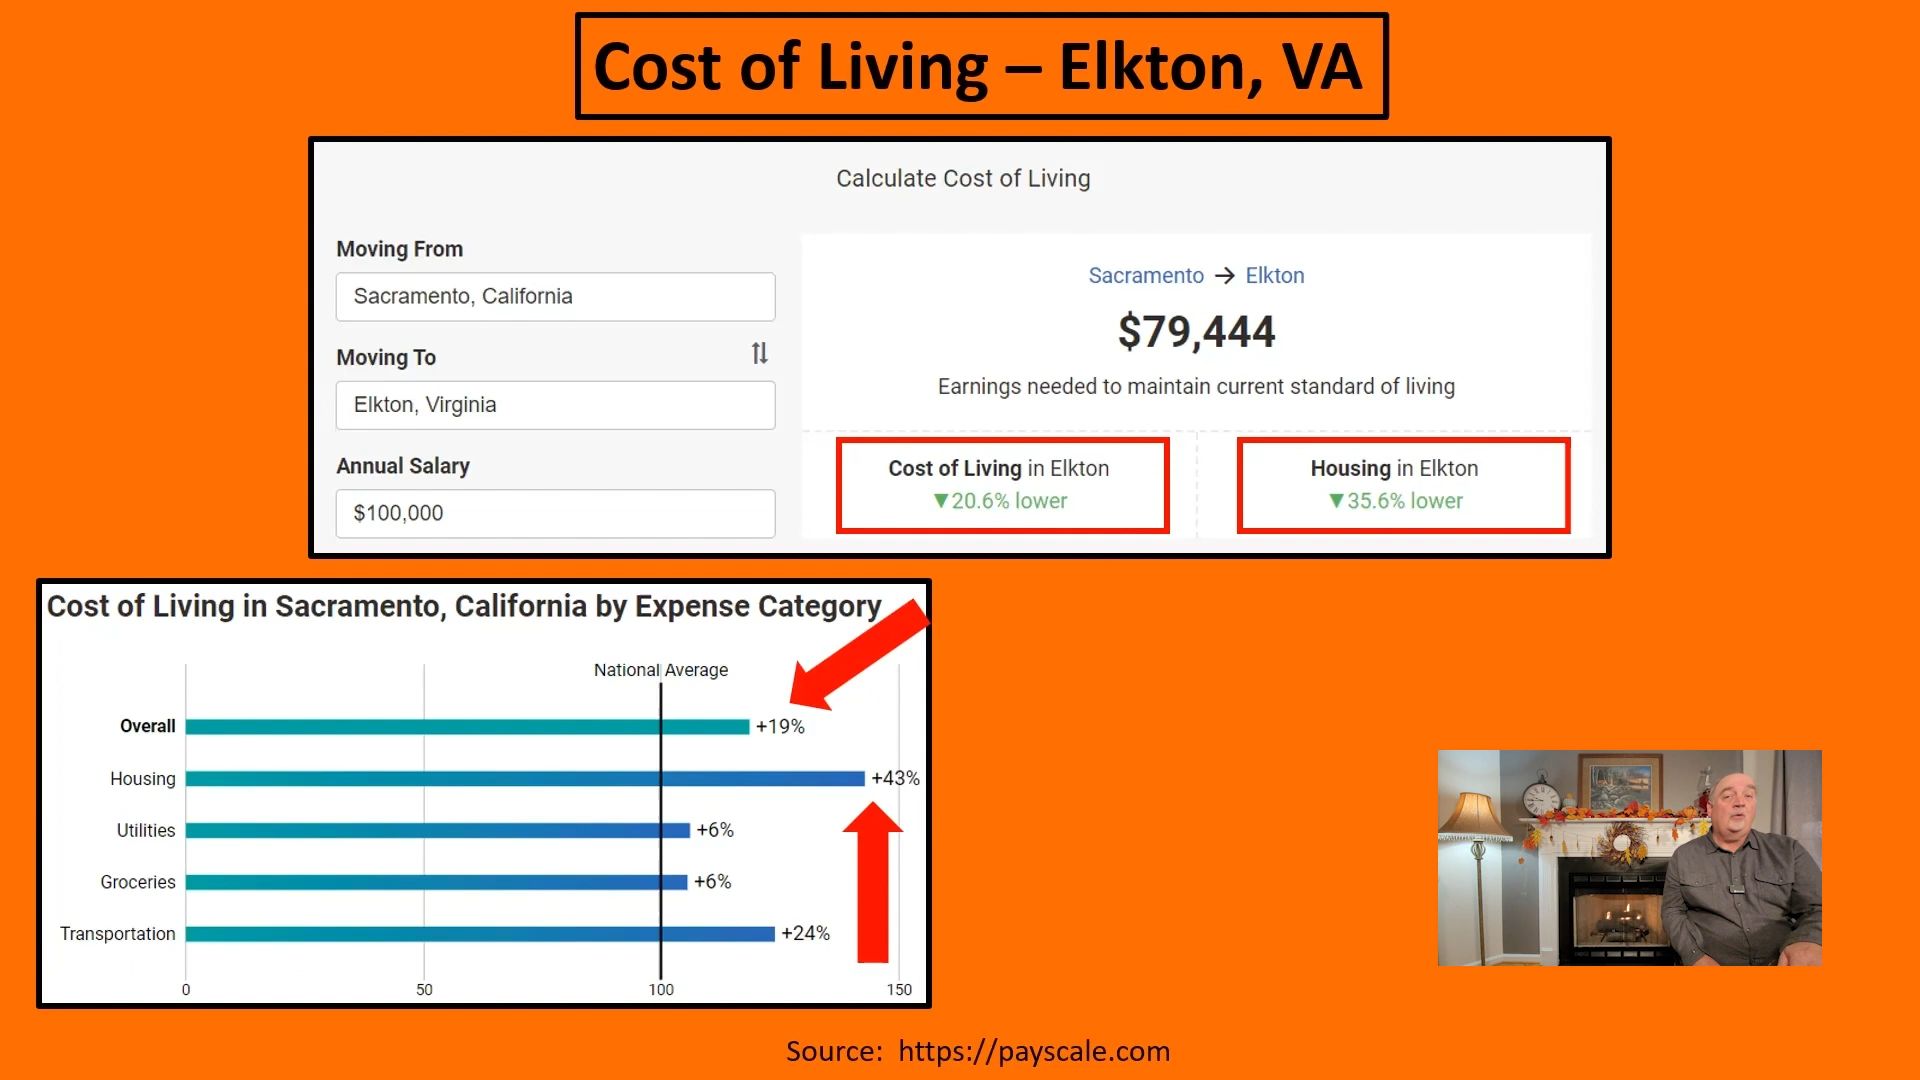 Cost of Living – Elkton, VA
Calculate Cost of Living
Moving From
Sacramento, California
Moving To
Elkton, Virginia
Annual Salary
$100,000
Sacramento → Elkton
$79,444
Earnings needed to maintain current standard of living
Cost of Living in Elkton
▼20.6% lower
Housing in Elkton
▼35.6% lower
Cost of Living in Sacramento, California by Expense Category
National Average
Overall +19%
Housing +43%
Utilities +6%
Groceries +6%
Transportation +24%
0 50 100 150
Source: https://payscale.com